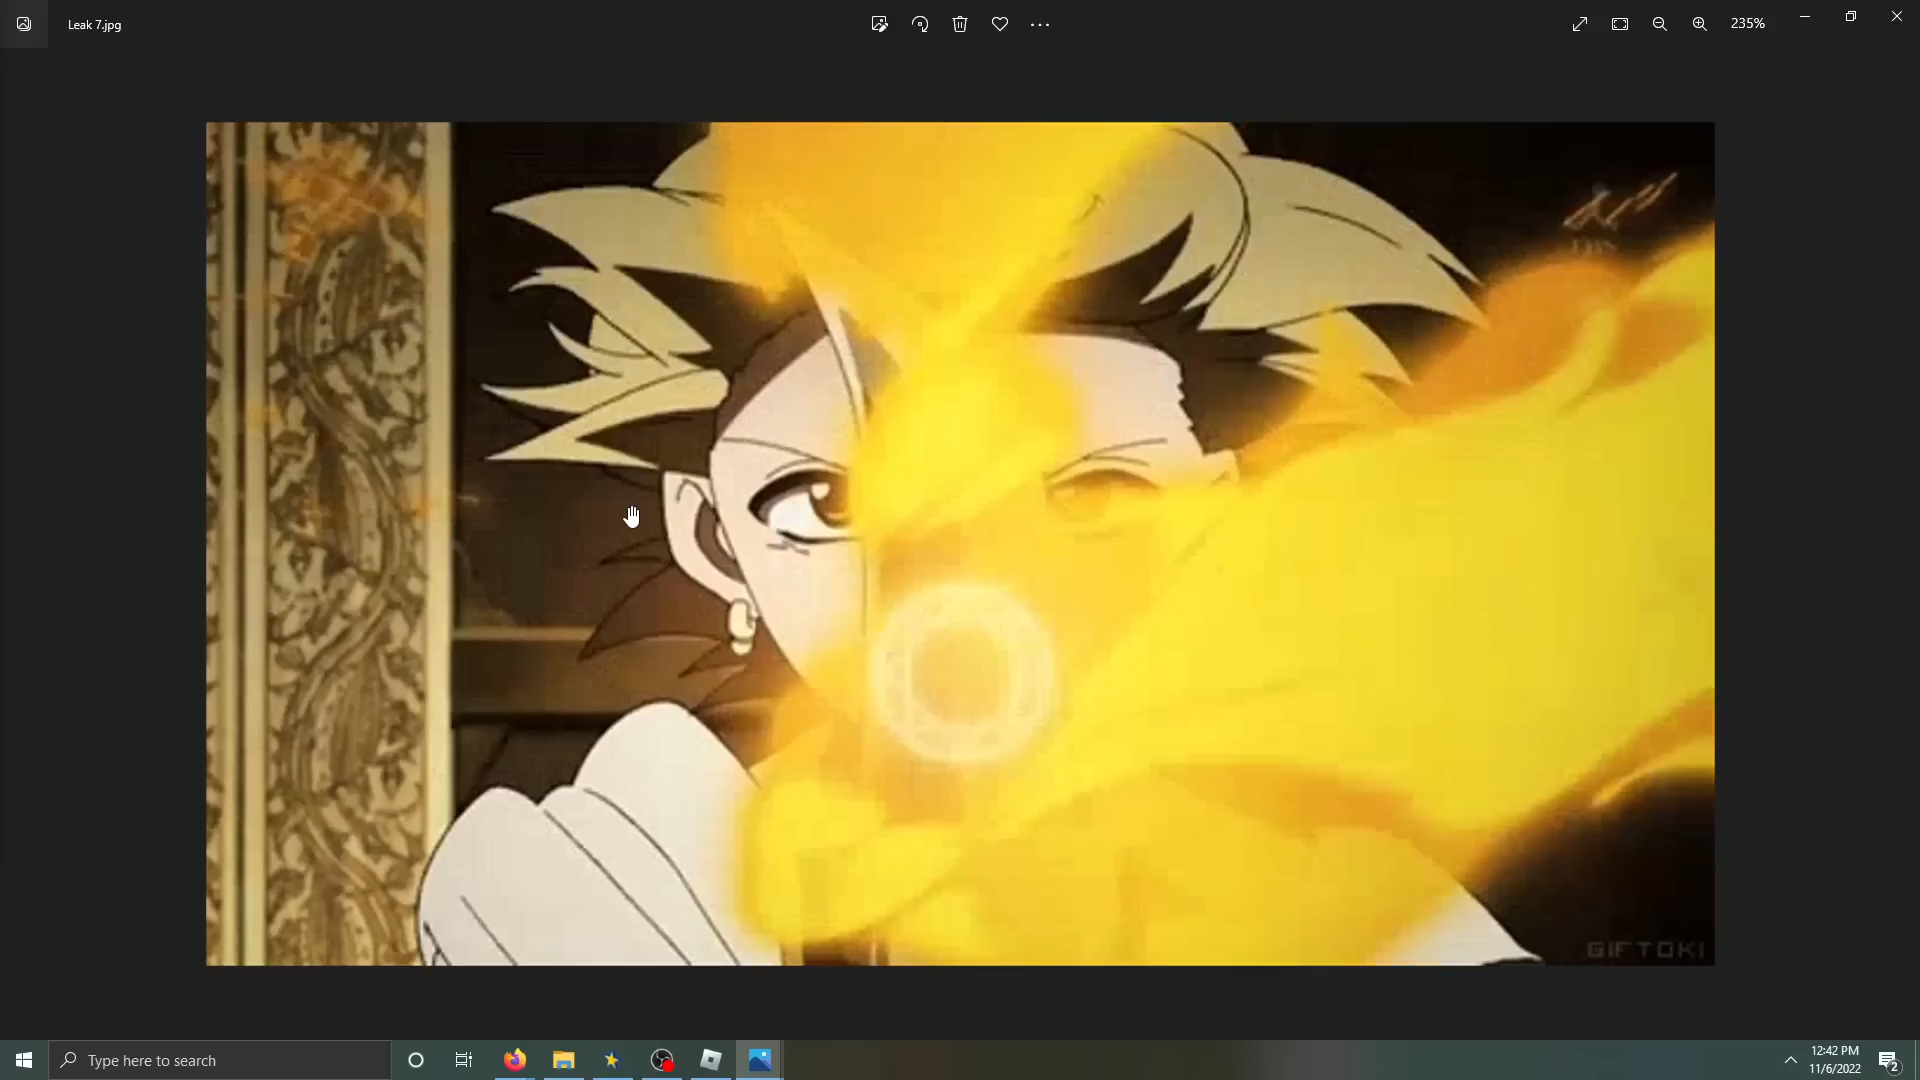 Leak 7.jpg
235%
GIFTOKI
Type here to search
12:42 PM
11/6/2022
2